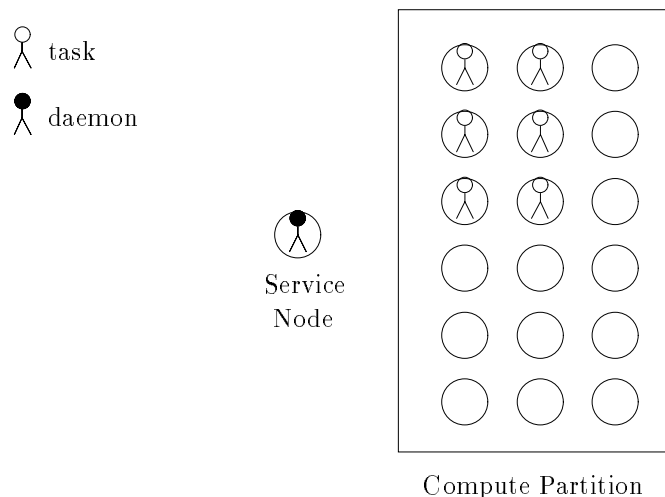 task
daemon
Service
Node
Compute Partition